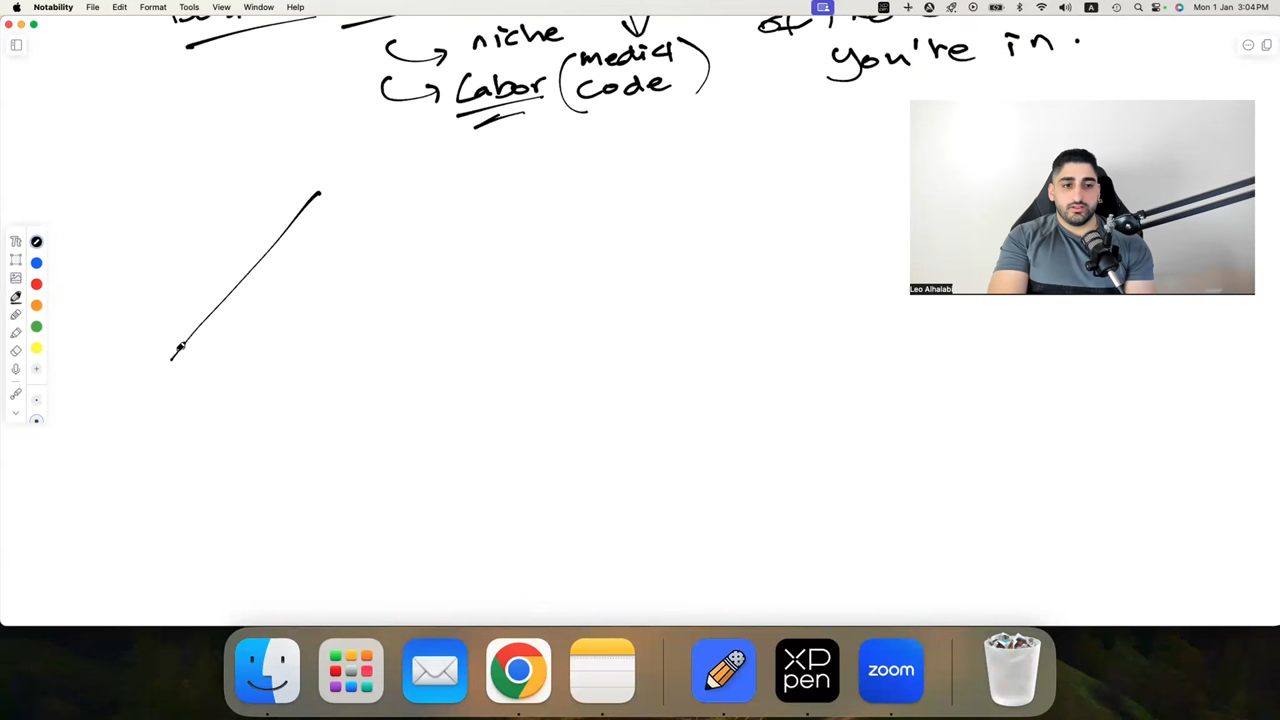 Notability File Edit Format Tools View Window Help Mon 1 Jan 3:04 PM
niche
you're in.
(media
Labor code)
Tt
Leo Alhalabi
XP
pen
zoom